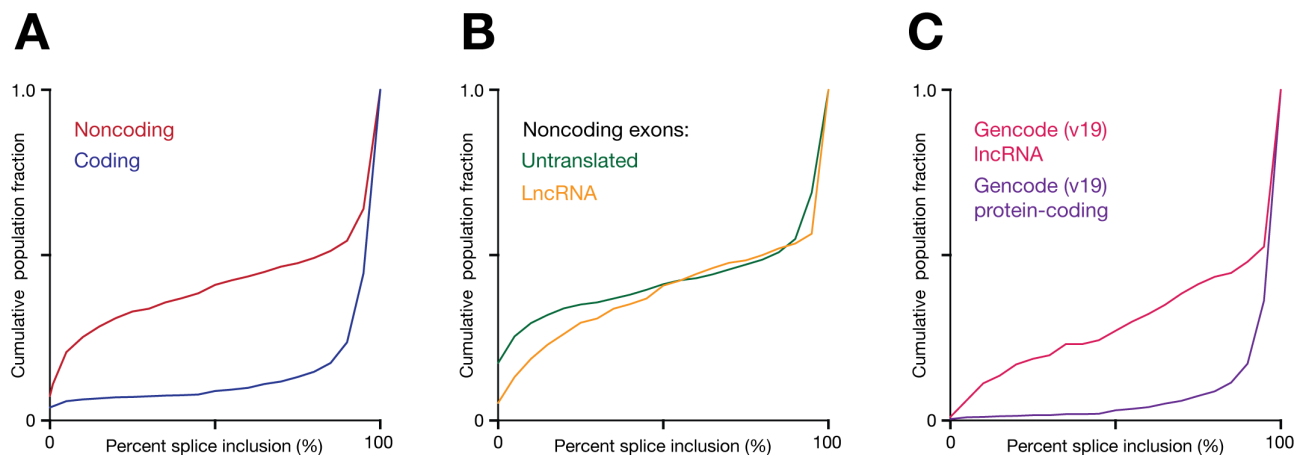 A
1.0
Noncoding
Coding
Cumulative population fraction
0
0
100
Percent splice inclusion (%)
B
1.0
Noncoding exons:
Untranslated
LncRNA
Cumulative population fraction
0
0
100
Percent splice inclusion (%)
C
1.0
Gencode (v19)
lncRNA
Gencode (v19)
protein-coding
Cumulative population fraction
0
0
100
Percent splice inclusion (%)